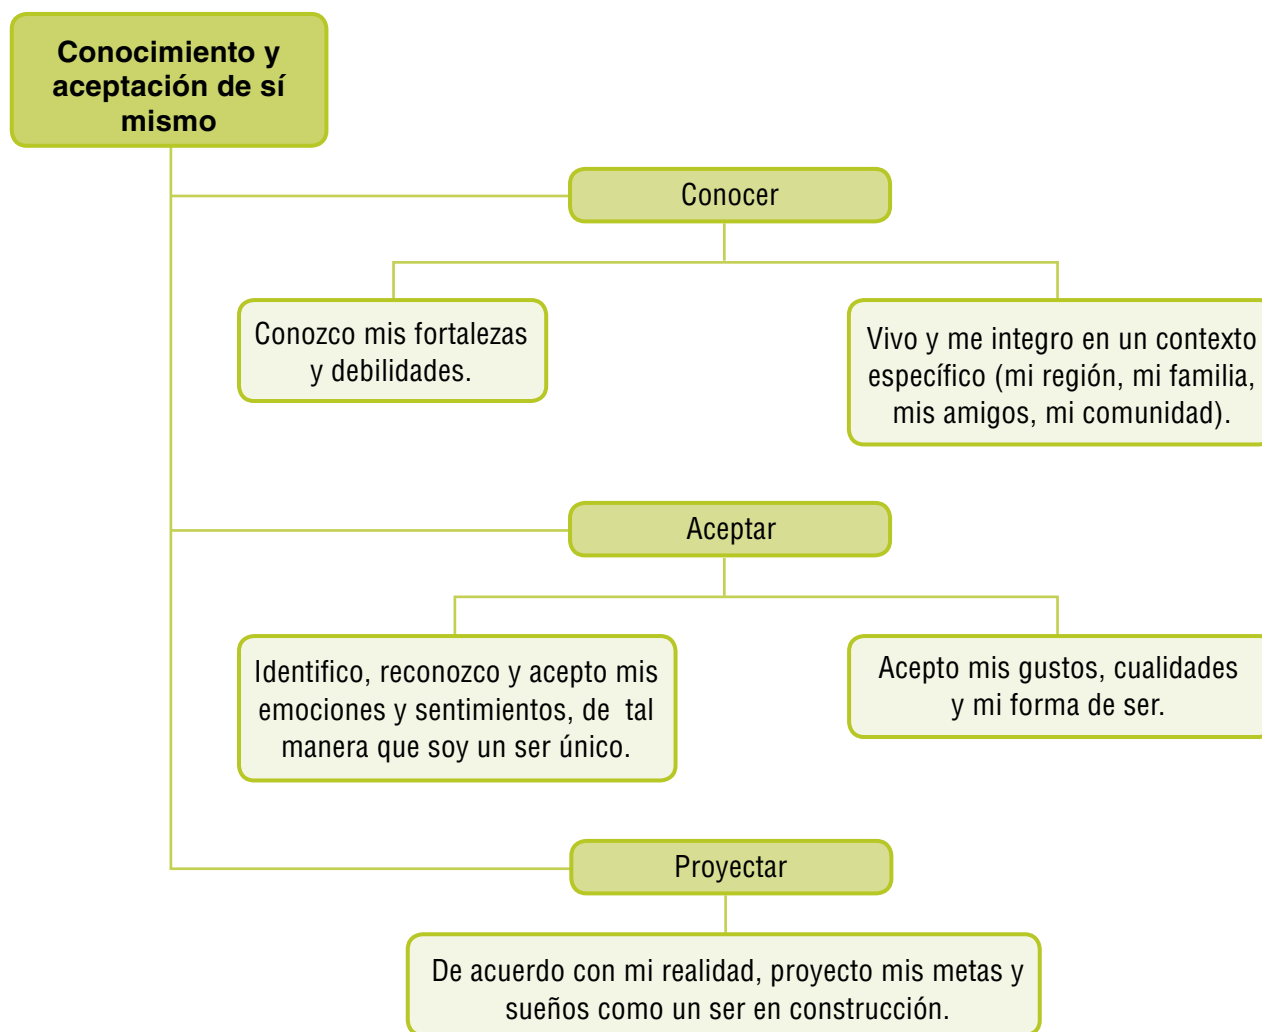 Conocimiento y
aceptación de sí
mismo
Conocer
Conozco mis fortalezas
y debilidades.
Vivo y me integro en un contexto
específico (mi región, mi familia,
mis amigos, mi comunidad).
Aceptar
Identifico, reconozco y acepto mis
emociones y sentimientos, de tal
manera que soy un ser único.
Acepto mis gustos, cualidades
y mi forma de ser.
Proyectar
De acuerdo con mi realidad, proyecto mis metas y
sueños como un ser en construcción.